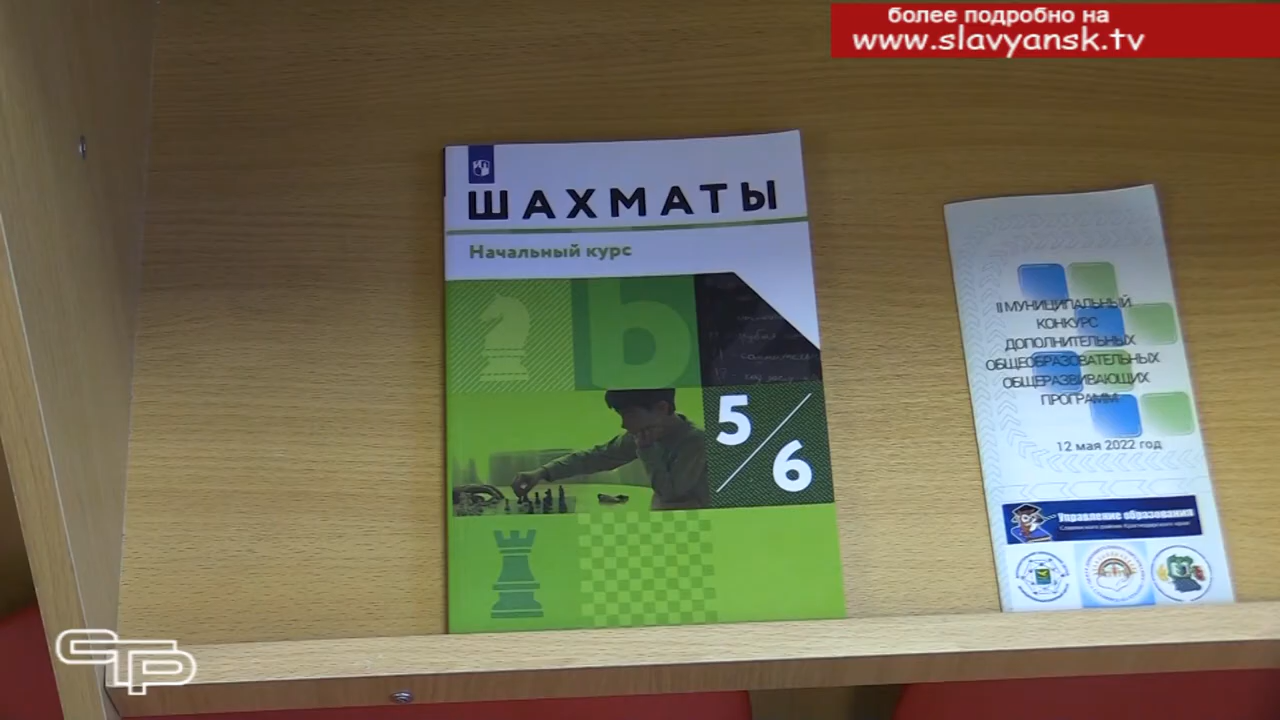 более подробно на
www.slavyansk.tv
ШАХМАТЫ
Начальный курс
b
5/6
II МУНИЦИПАЛЬНЫЙ
КОНКУРС
ДОПОЛНИТЕЛЬНЫХ
ОБЩЕОБРАЗОВАТЕЛЬНЫХ
ОБЩЕРАЗВИВАЮЩИХ
ПРОГРАММ
12 мая 2022 год
Управление образования
СТР